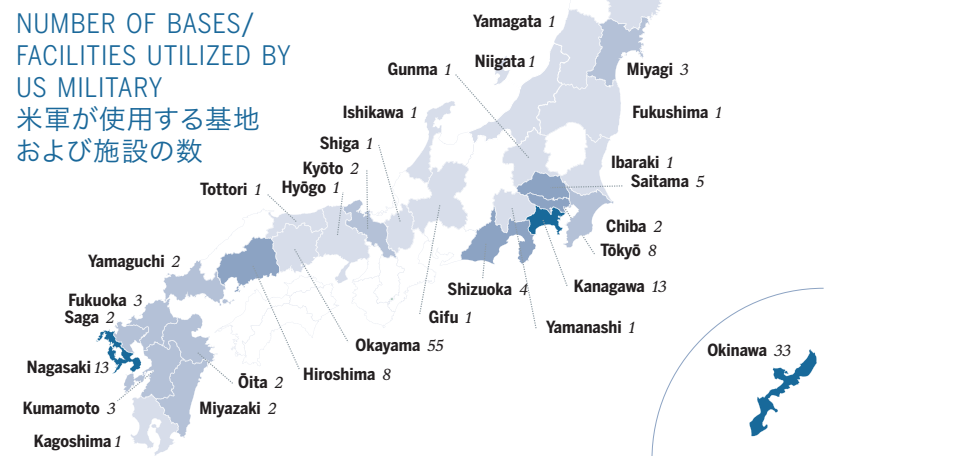 NUMBER OF BASES/
FACILITIES UTILIZED BY
US MILITARY
米軍が使用する基地
および施設の数
Yamagata 1
Niigata 1
Gunma 1
Miyagi 3
Ishikawa 1
Fukushima 1
Shiga 1
Kyōto 2
Ibaraki 1
Saitama 5
Tottori 1
Hyōgo 1
Chiba 2
Tōkyō 8
Yamaguchi 2
Shizuoka 4
Kanagawa 13
Fukuoka 3
Saga 2
Gifu 1
Yamanashi 1
Okayama 55
Okinawa 33
Nagasaki 13
Ōita 2
Hiroshima 8
Kumamoto 3
Miyazaki 2
Kagoshima 1